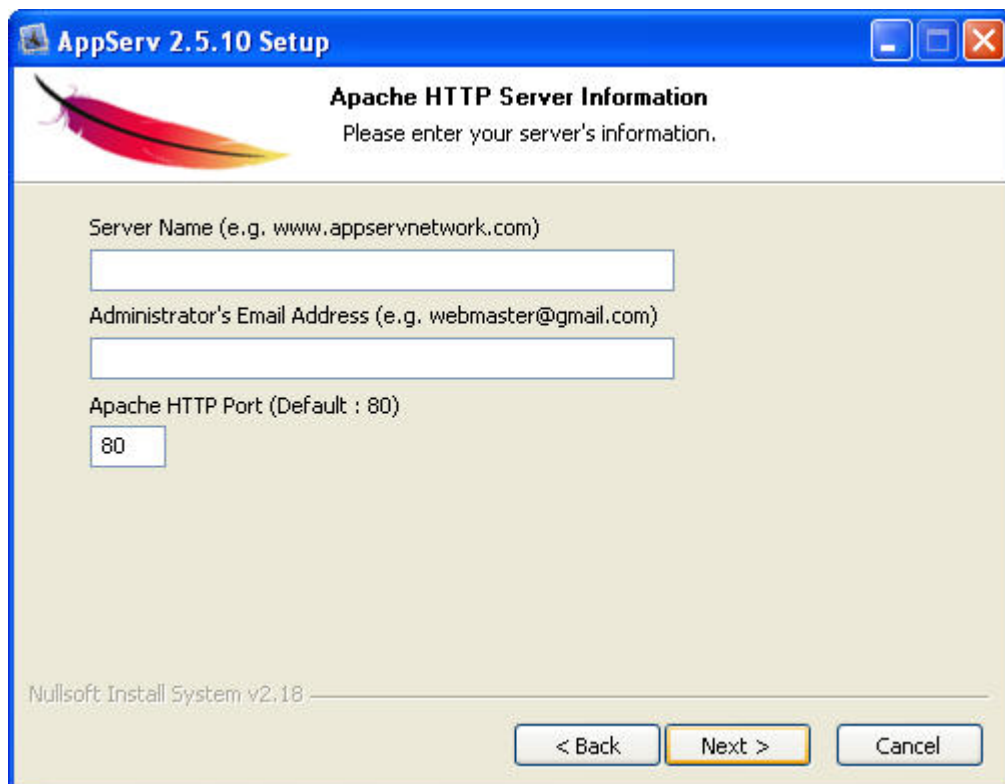 AppServ 2.5.10 Setup
Apache HTTP Server Information
Please enter your server's information.
Server Name (e.g. www.appservnetwork.com)
Administrator's Email Address (e.g. webmaster@gmail.com)
Apache HTTP Port (Default : 80)
80
Nullsoft Install System v2.18
< Back Next > Cancel